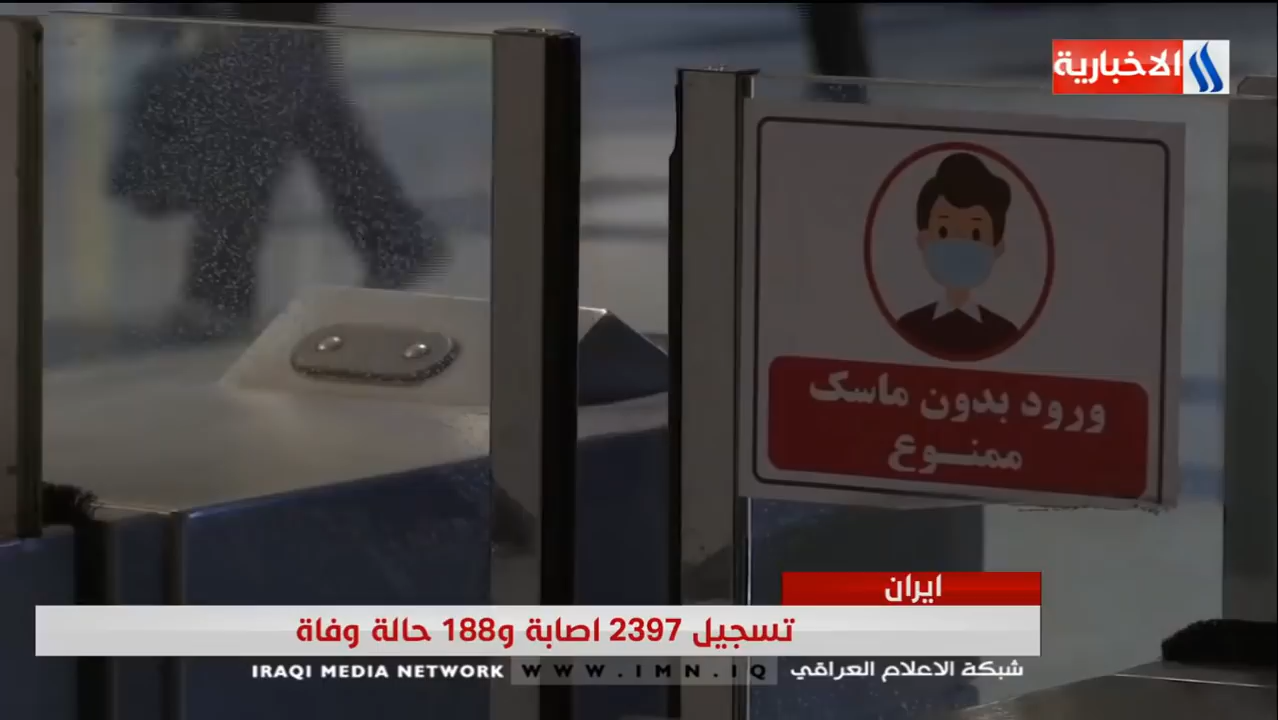 الاخبارية
ورود بدون ماسک
ممنوع
ايران
تسجيل 2397 اصابة و188 حالة وفاة
شبكة الاعلام العراقي WWW.IMN.IQ IRAQI MEDIA NETWORK